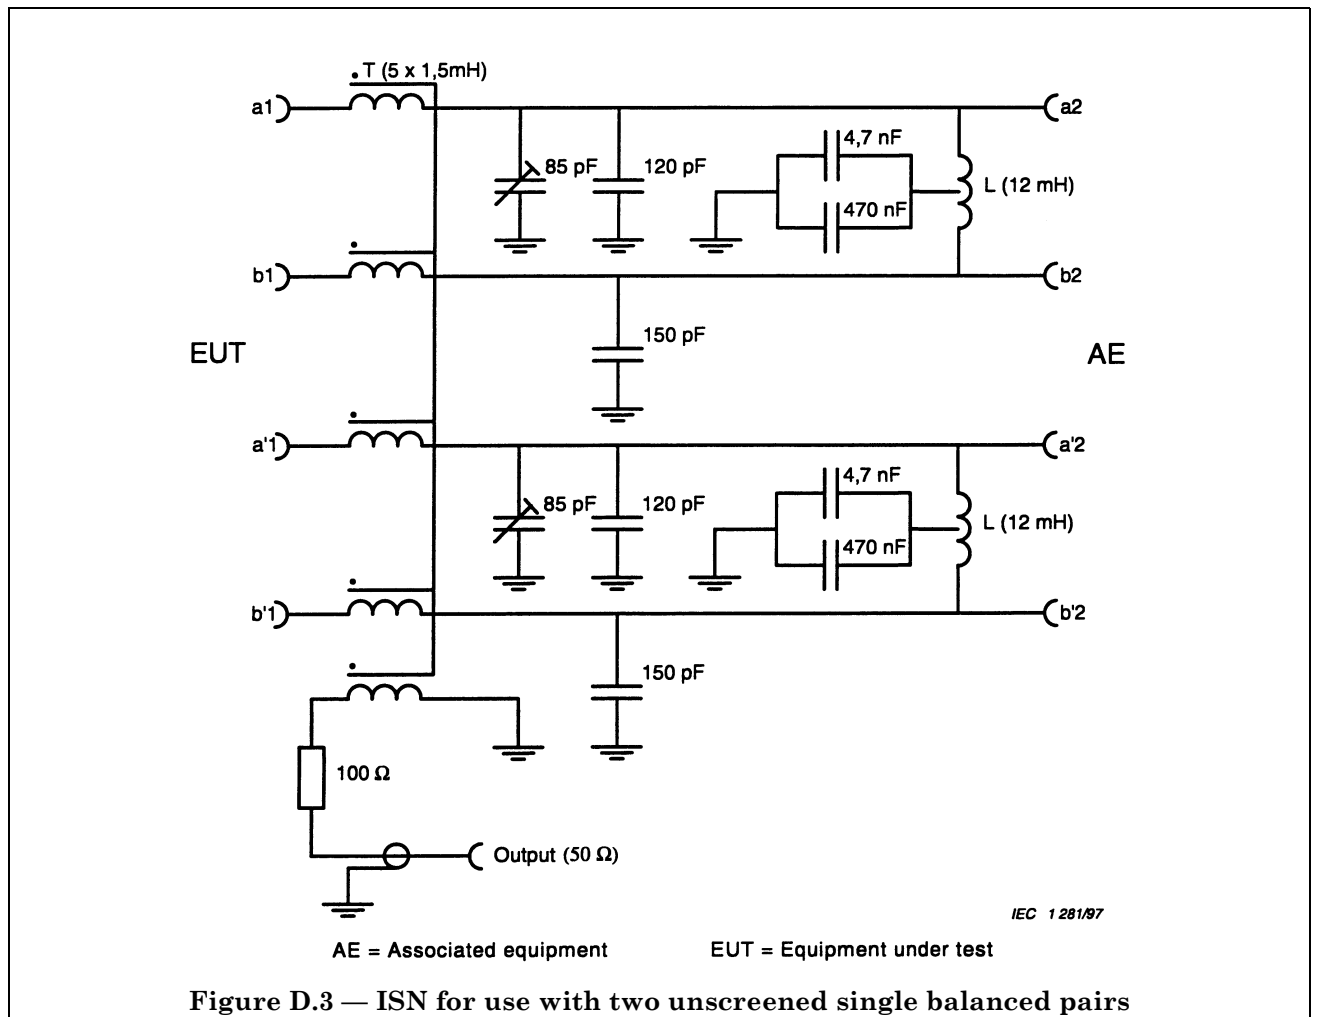 T (5 x 1,5mH)
a1
a2
85 pF
120 pF
4,7 nF
470 nF
L (12 mH)
b1
b2
150 pF
EUT
AE
a'1
a'2
85 pF
120 pF
4,7 nF
470 nF
L (12 mH)
b'1
b'2
150 pF
100 Ω
Output (50 Ω)
IEC 1 281/97
AE = Associated equipment
EUT = Equipment under test
Figure D.3 — ISN for use with two unscreened single balanced pairs